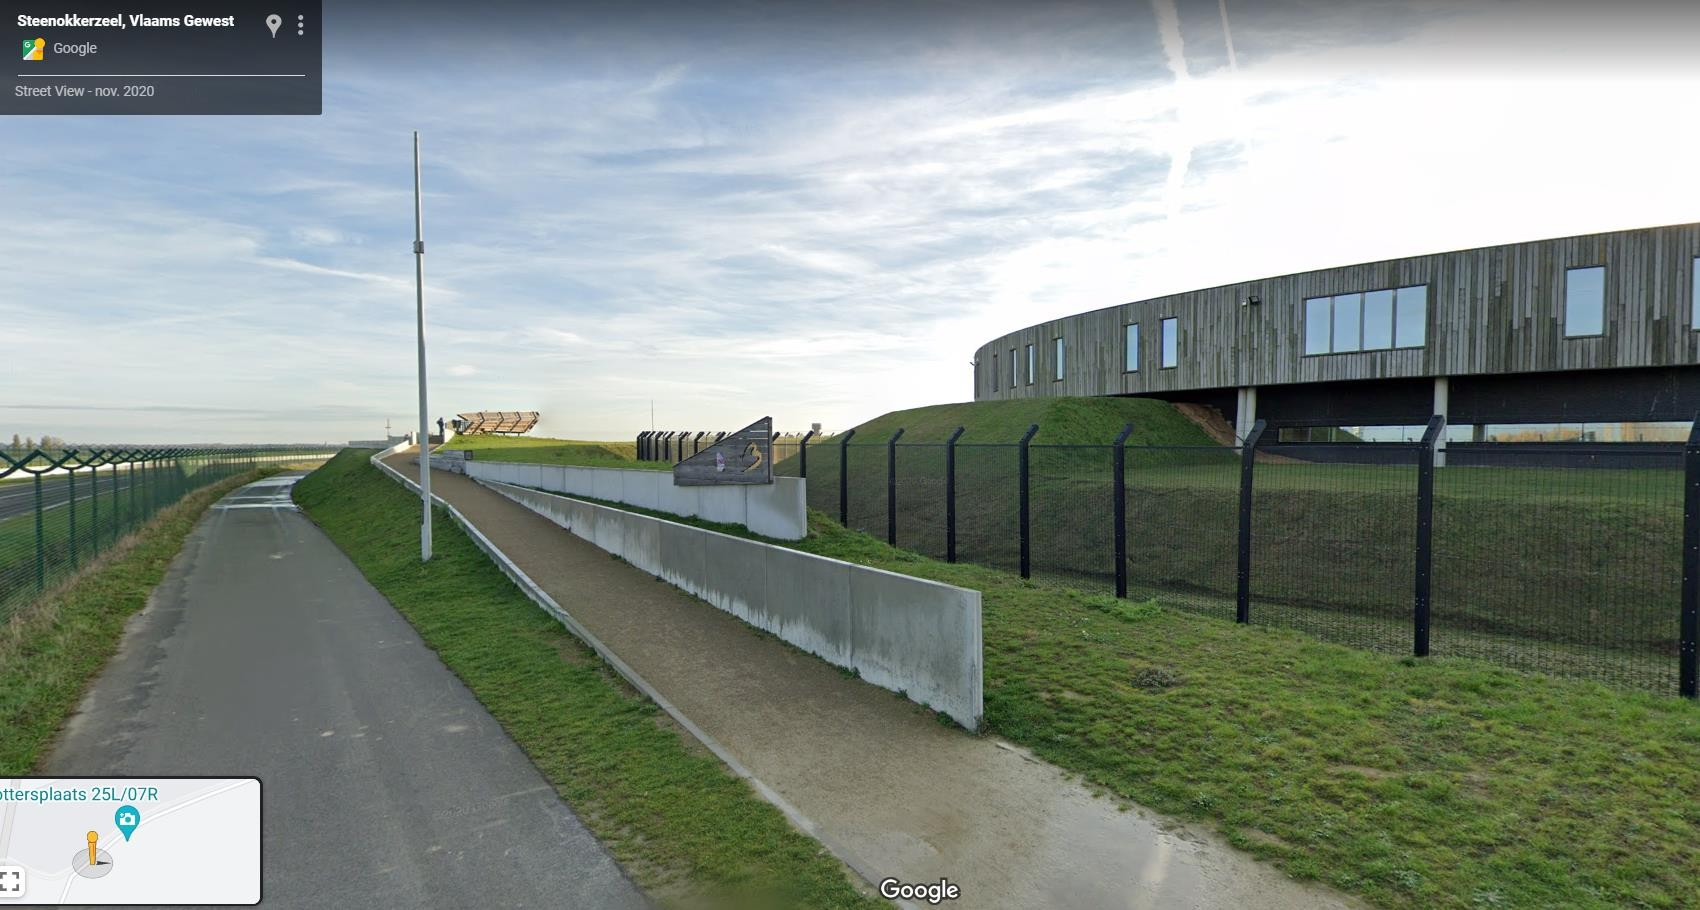 Steenokkerzeel, Vlaams Gewest
Google
Street View - nov. 2020
ottersplaats 25L/07R
Google